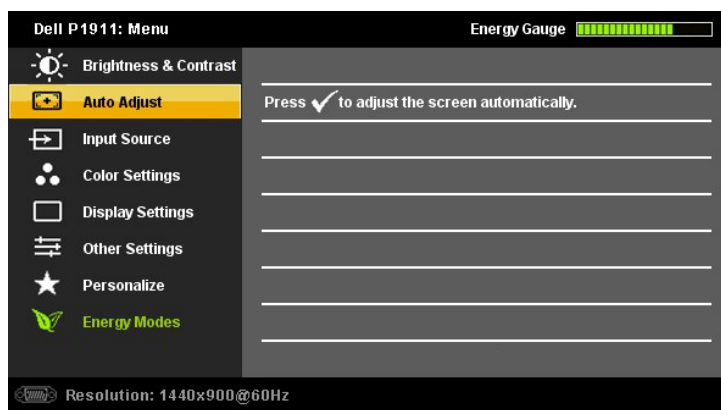 Dell P1911: Menu
Energy Gauge
Brightness & Contrast
Auto Adjust
Press ✓ to adjust the screen automatically.
Input Source
Color Settings
Display Settings
Other Settings
Personalize
Energy Modes
Resolution: 1440x900@60Hz